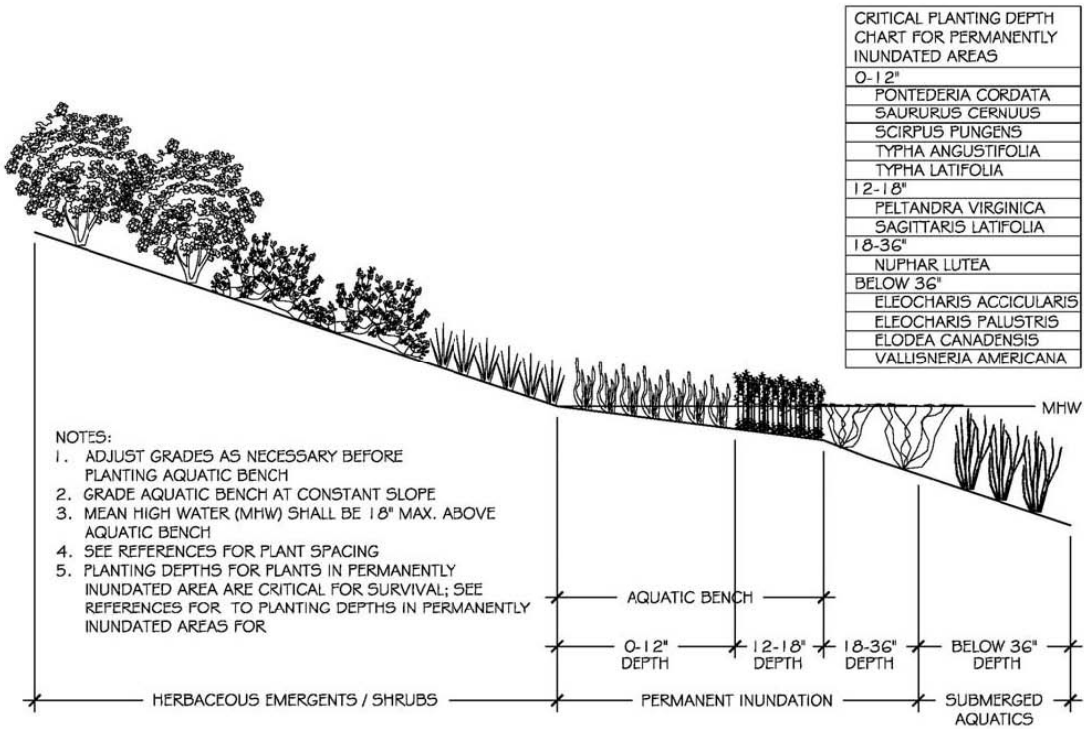 CRITICAL PLANTING DEPTH
CHART FOR PERMANENTLY
INUNDATED AREAS
0-12"
PONTEDERIA CORDATA
SAURURUS CERNUUS
SCIRPUS PUNGENS
TYPHA ANGUSTIFOLIA
TYPHA LATIFOLIA
12-18"
PELTANDRA VIRGINICA
SAGITTARIS LATIFOLIA
18-36"
NUPHAR LUTEA
BELOW 36"
ELEOCHARIS ACCICULARIS
ELEOCHARIS PALUSTRIS
ELODEA CANADENSIS
VALLISNERIA AMERICANA
MHW
NOTES:
1. ADJUST GRADES AS NECESSARY BEFORE
PLANTING AQUATIC BENCH
2. GRADE AQUATIC BENCH AT CONSTANT SLOPE
3. MEAN HIGH WATER (MHW) SHALL BE 18" MAX. ABOVE
AQUATIC BENCH
4. SEE REFERENCES FOR PLANT SPACING
5. PLANTING DEPTHS FOR PLANTS IN PERMANENTLY
INUNDATED AREA ARE CRITICAL FOR SURVIVAL; SEE
REFERENCES FOR TO PLANTING DEPTHS IN PERMANENTLY
INUNDATED AREAS FOR
AQUATIC BENCH
0-12"
DEPTH
12-18"
DEPTH
18-36"
DEPTH
BELOW 36"
DEPTH
HERBACEOUS EMERGENTS / SHRUBS
PERMANENT INUNDATION
SUBMERGED
AQUATICS